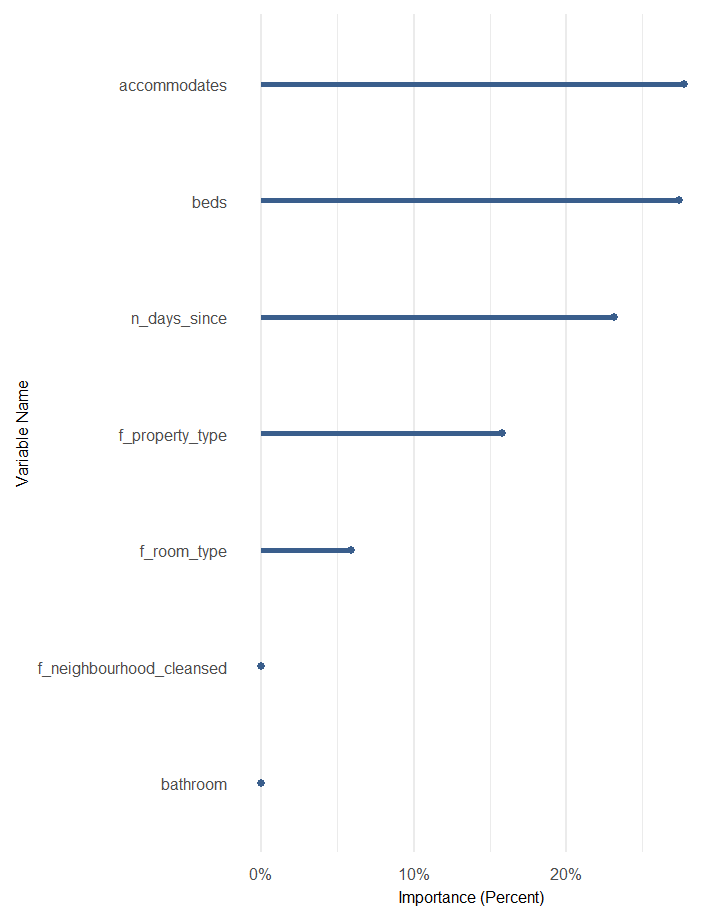 accommodates
beds
n_days_since
f_property_type
f_room_type
f_neighbourhood_cleansed
bathroom
Variable Name
0% 10% 20%
Importance (Percent)